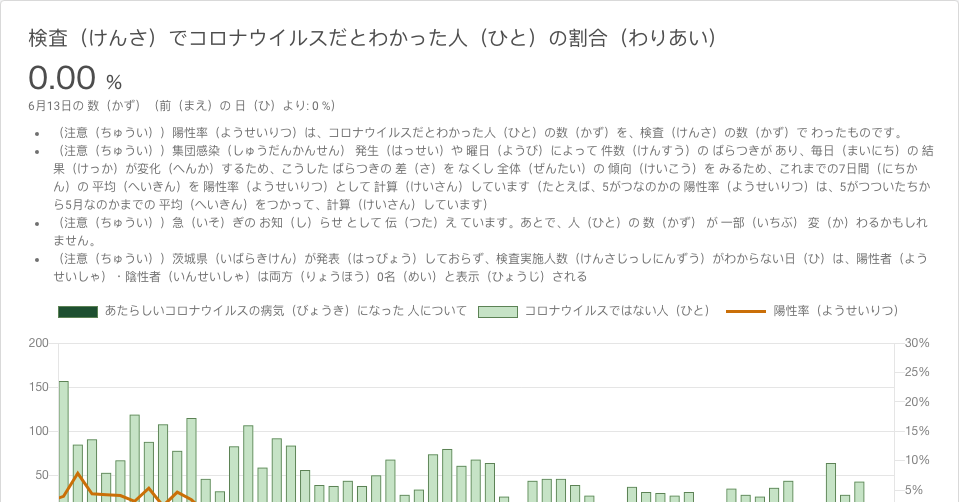 検査（けんさ）でコロナウイルスだとわかった人（ひと）の割合（わりあい）
0.00 %
6月13日の 数（かず）（前（まえ）の 日（ひ）より: 0 %）
• （注意（ちゅうい））陽性率（ようせいりつ）は、コロナウイルスだとわかった人（ひと）の数（かず）を、検査（けんさ）の数（かず）で わったものです。
• （注意（ちゅうい））集団感染（しゅうだんかんせん） 発生（はっせい）や 曜日（ようび）によって 件数（けんすう）の ばらつきが あり、毎日（まいにち）の 結
果（けっか）が変化（へんか）するため、こうした ばらつきの 差（さ）を なくし 全体（ぜんたい）の 傾向（けいこう）を みるため、これまでの7日間（にちか
ん）の 平均（へいきん）を 陽性率（ようせいりつ）として 計算（けいさん）しています（たとえば、5がつなのかの 陽性率（ようせいりつ）は、5がつついたちか
ら5月なのかまでの 平均（へいきん）をつかって、計算（けいさん）しています）
• （注意（ちゅうい））急（いそ）ぎの お知（し）らせ として 伝（つた）え ています。あとで、人（ひと）の 数（かず） が 一部（いちぶ） 変（か）わるかもしれ
ません。
• （注意（ちゅうい））茨城県（いばらきけん）が発表（はっぴょう）しておらず、検査実施人数（けんさじっしにんずう）がわからない日（ひ）は、陽性者（よう
せいしゃ）・陰性者（いんせいしゃ）は両方（りょうほう）0名（めい）と表示（ひょうじ）される
あたらしいコロナウイルスの病気（びょうき）になった 人について コロナウイルスではない人（ひと） 陽性率（ようせいりつ）
200 30%
25%
150
20%
100 15%
10%
50
5%